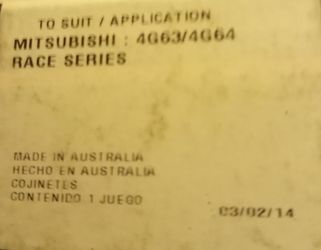 TO SUIT / APPLICATION
MITSUBISHI : 4G63/4G64
RACE SERIES
MADE IN AUSTRALIA
HECHO EN AUSTRALIA
COJINETES
CONTENIDO 1 JUEGO
03/02/14